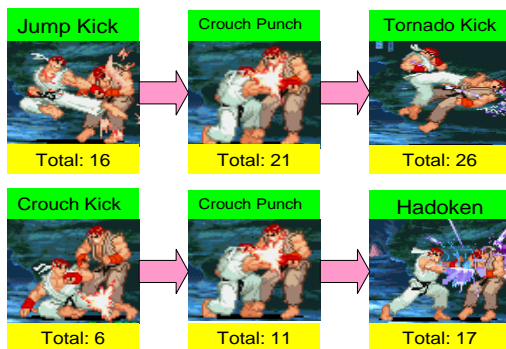 Jump Kick
Crouch Punch
Tornado Kick
Total: 16
Total: 21
Total: 26
Crouch Kick
Crouch Punch
Hadoken
Total: 6
Total: 11
Total: 17